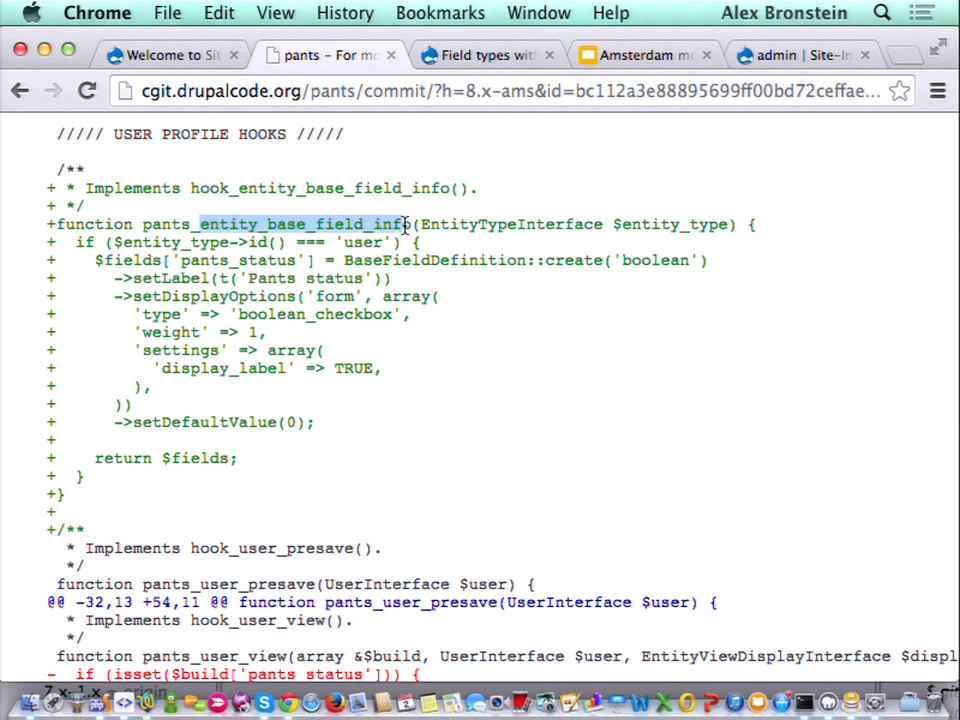 Chrome File Edit View History Bookmarks Window Help Alex Bronstein
Welcome to Sit pants – For mo Field types wit Amsterdam me admin | Site-In
cgit.drupalcode.org/pants/commit/?h=8.x-ams&id=bc112a3e88895699ff00bd72ceffae...
///// USER PROFILE HOOKS /////
/**
+ * Implements hook_entity_base_field_info().
+ */
+function pants_entity_base_field_info(EntityTypeInterface $entity_type) {
+ if ($entity_type->id() === 'user') {
+ $fields['pants_status'] = BaseFieldDefinition::create('boolean')
+ ->setLabel(t('Pants status'))
+ ->setDisplayOptions('form', array(
+ 'type' => 'boolean_checkbox',
+ 'weight' => 1,
+ 'settings' => array(
+ 'display_label' => TRUE,
+ ),
+ ))
+ ->setDefaultValue(0);
+
+ return $fields;
+ }
+}
+
+/**
* Implements hook_user_presave().
*/
function pants_user_presave(UserInterface $user) {
@@ -32,13 +54,11 @@ function pants_user_presave(UserInterface $user) {
* Implements hook_user_view().
*/
function pants_user_view(array &$build, UserInterface $user, EntityViewDisplayInterface $displ
- if (isset($build['pants_status'])) {